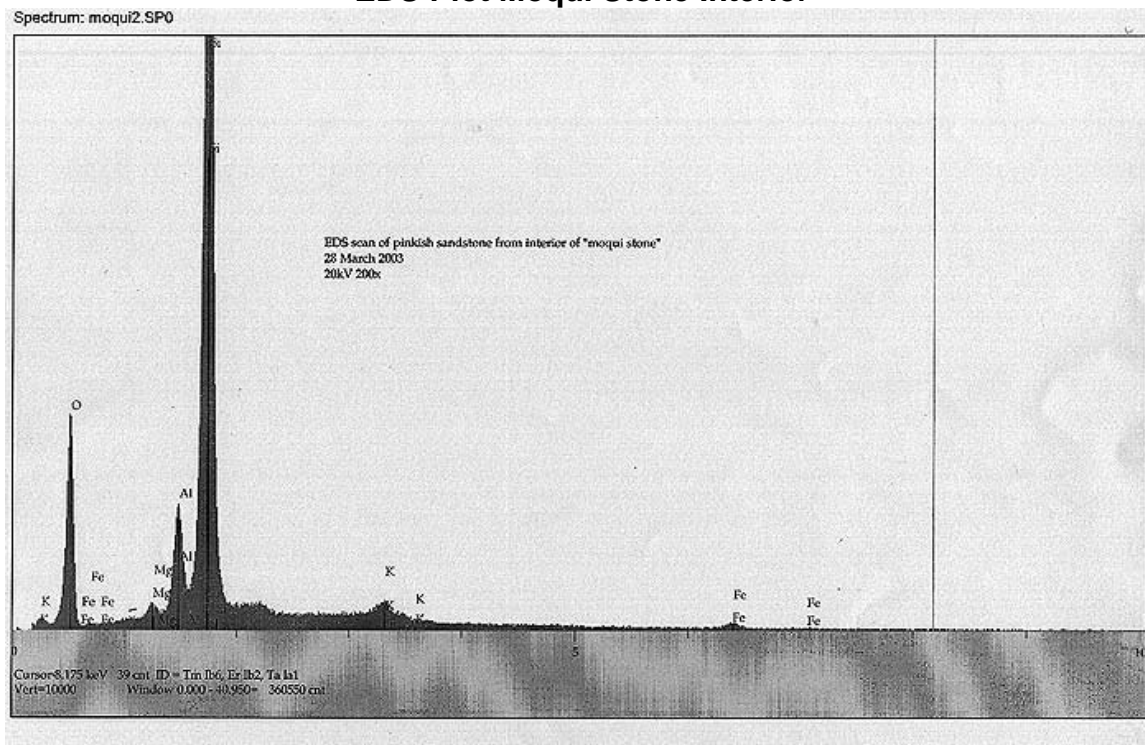 EDS Plot Moqui Stone Interior
Spectrum: moqui2.SP0
Si
EDS scan of pinkish sandstone from interior of "moqui stone"
28 March 2003
20kV 200x
O
Al
Al
K
K
Fe
Fe Fe
Fe Fe
Mg
Mg
Mg
K
K
K
K
Fe
Fe
Fe
Fe
0
5
Cursor=8.175 keV 39 cnt ID = Tm lb6, Er lb2, Ta la1
Vert=10000 Window 0.000 - 40.950= 360550 cnt